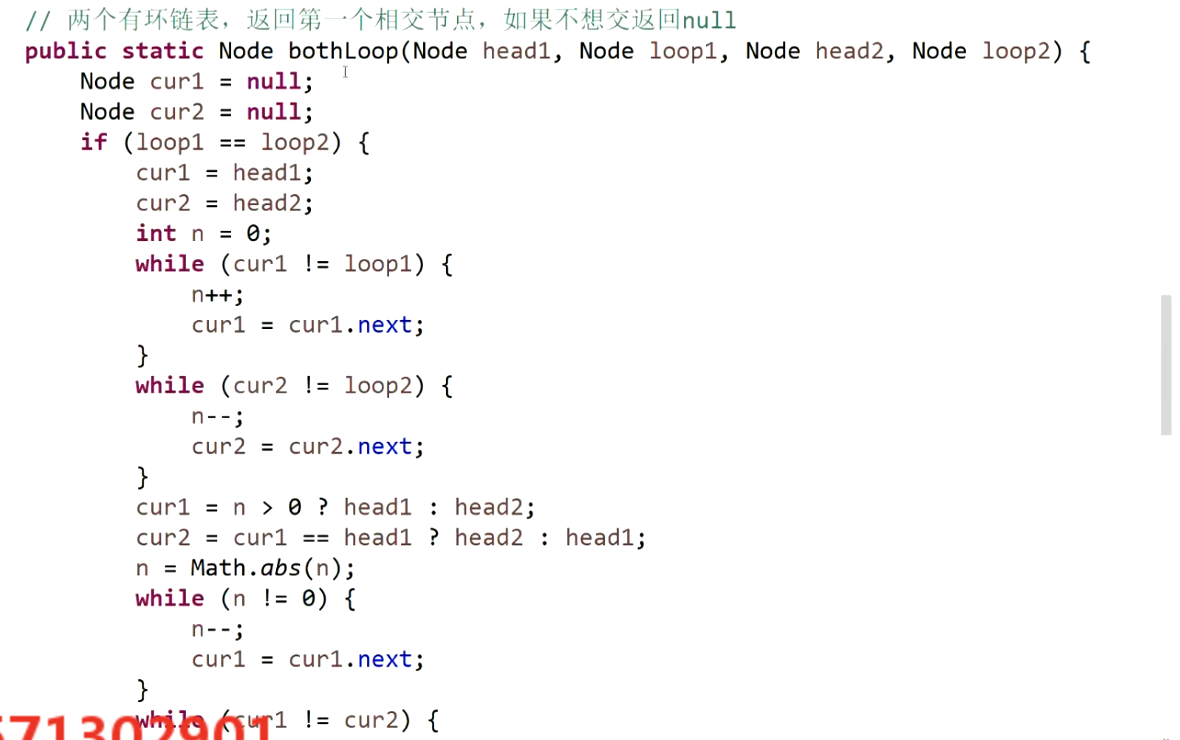 // 两个有环链表，返回第一个相交节点，如果不想交返回null
public static Node bothLoop(Node head1, Node loop1, Node head2, Node loop2) {
    Node cur1 = null;
    Node cur2 = null;
    if (loop1 == loop2) {
        cur1 = head1;
        cur2 = head2;
        int n = 0;
        while (cur1 != loop1) {
            n++;
            cur1 = cur1.next;
        }
        while (cur2 != loop2) {
            n--;
            cur2 = cur2.next;
        }
        cur1 = n > 0 ? head1 : head2;
        cur2 = cur1 == head1 ? head2 : head1;
        n = Math.abs(n);
        while (n != 0) {
            n--;
            cur1 = cur1.next;
        }
        while (cur1 != cur2) {
571302901